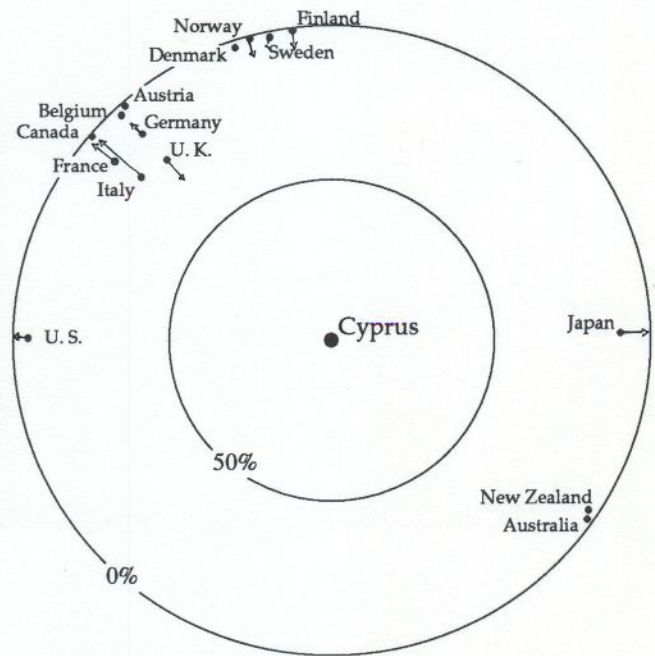 Finland
Norway
Denmark
Sweden
Austria
Belgium
Germany
Canada
U. K.
France
Italy
Cyprus
Japan
U. S.
50%
New Zealand
Australia
0%